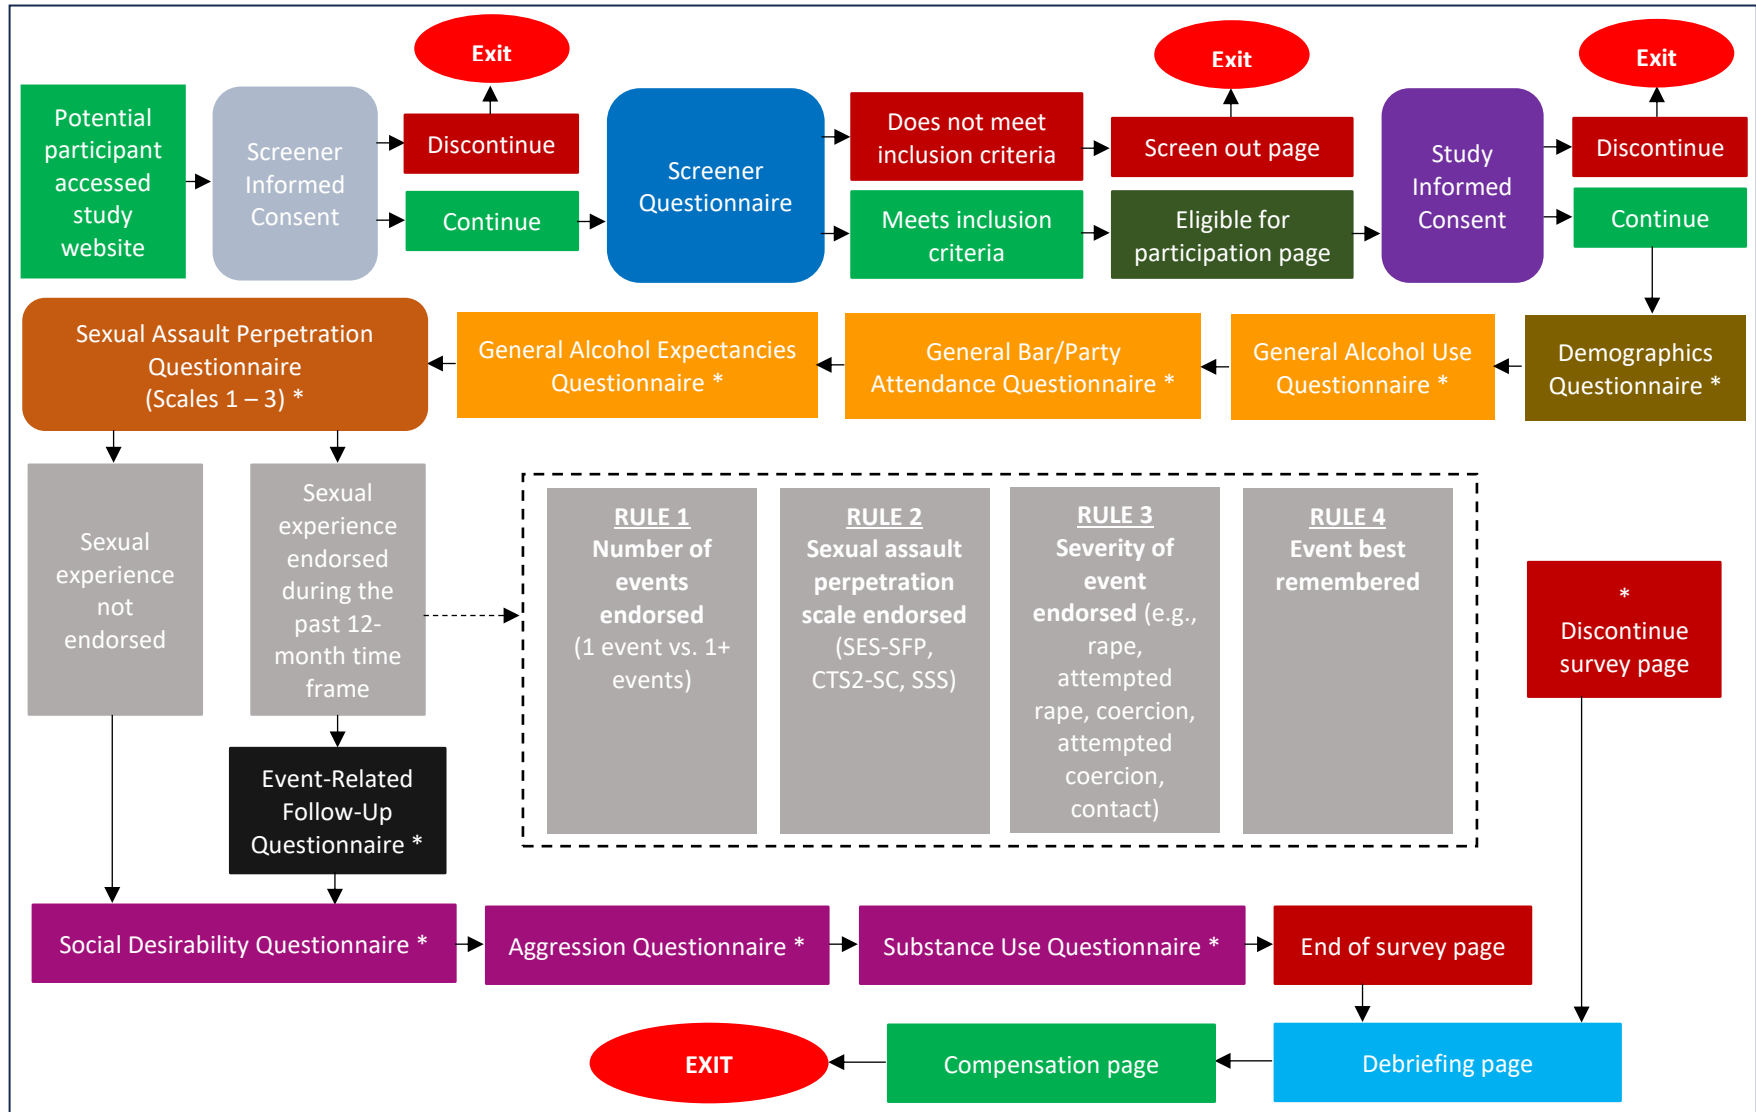 Exit
Exit
Exit
Potential
participant
accessed
study
website
Screener
Informed
Consent
Discontinue
Continue
Screener
Questionnaire
Does not meet
inclusion criteria
Meets inclusion
criteria
Screen out page
Eligible for
participation page
Study
Informed
Consent
Discontinue
Continue
Sexual Assault Perpetration
Questionnaire
(Scales 1 – 3) *
General Alcohol Expectancies
Questionnaire *
General Bar/Party
Attendance Questionnaire *
General Alcohol Use
Questionnaire *
Demographics
Questionnaire *
Sexual
experience
not
endorsed
Sexual
experience
endorsed
during the
past 12-
month time
frame
RULE 1
Number of
events
endorsed
(1 event vs. 1+
events)
RULE 2
Sexual assault
perpetration
scale endorsed
(SES-SFP,
CTS2-SC, SSS)
RULE 3
Severity of
event
endorsed (e.g.,
rape,
attempted
rape, coercion,
attempted
coercion,
contact)
RULE 4
Event best
remembered
*
Discontinue
survey page
Event-Related
Follow-Up
Questionnaire *
Social Desirability Questionnaire *
Aggression Questionnaire *
Substance Use Questionnaire *
End of survey page
EXIT
Compensation page
Debriefing page